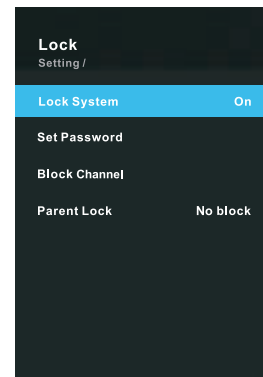 Lock
Setting /
Lock System On
Set Password
Block Channel
Parent Lock No block